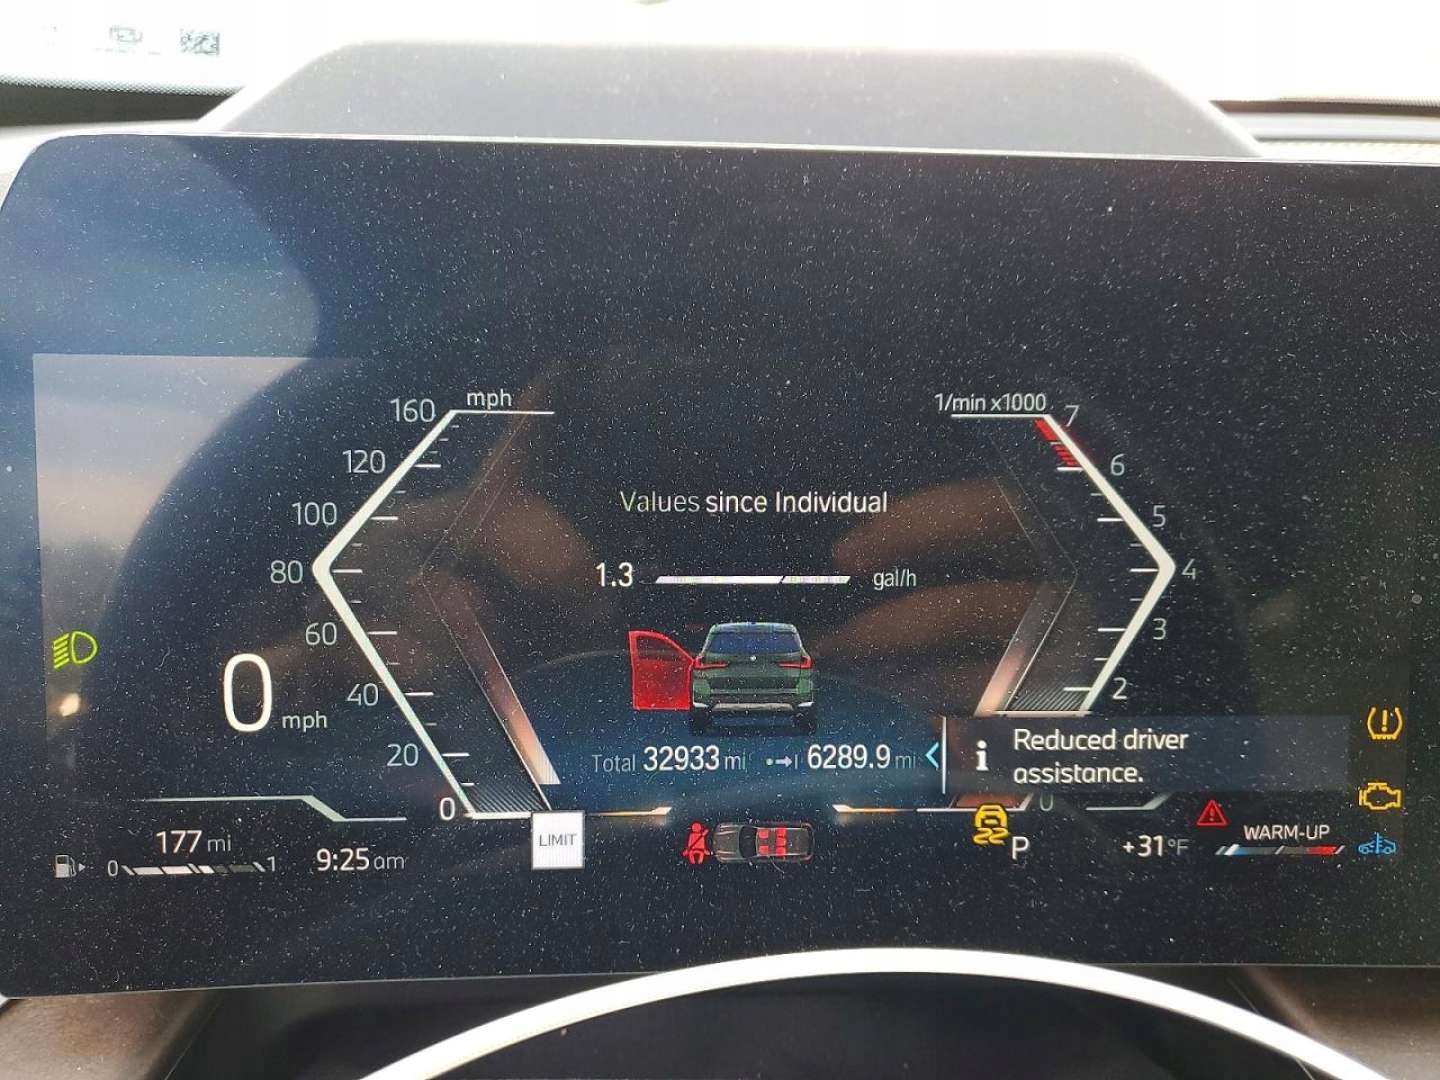 mph
160
120
100
80
60
40
20
0
0 mph
1/min x1000
7
6
5
4
3
2
0
Values since Individual
1.3 gal/h
Total 32933 mi 6289.9 mi
i Reduced driver
assistance.
177 mi
0 1
9:25 am
LIMIT
P
+31°F
WARM-UP